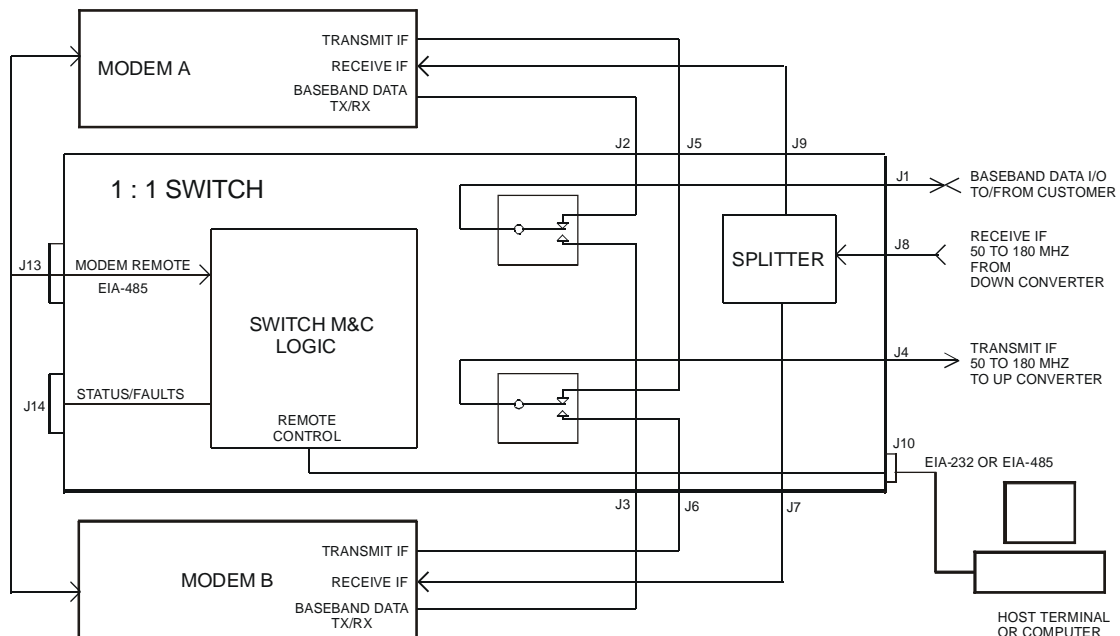 TRANSMIT IF
MODEM A
RECEIVE IF
BASEBAND DATA
TX/RX
J2
J5
J9
1 : 1 SWITCH
J1
BASEBAND DATA I/O
TO/FROM CUSTOMER
SPLITTER
J8
RECEIVE IF
50 TO 180 MHZ
FROM
DOWN CONVERTER
J13
MODEM REMOTE
EIA-485
SWITCH M&C
LOGIC
J4
TRANSMIT IF
50 TO 180 MHZ
TO UP CONVERTER
J14
STATUS/FAULTS
REMOTE
CONTROL
J10
EIA-232 OR EIA-485
J3
J6
J7
TRANSMIT IF
MODEM B
RECEIVE IF
BASEBAND DATA
TX/RX
HOST TERMINAL
OR COMPUTER